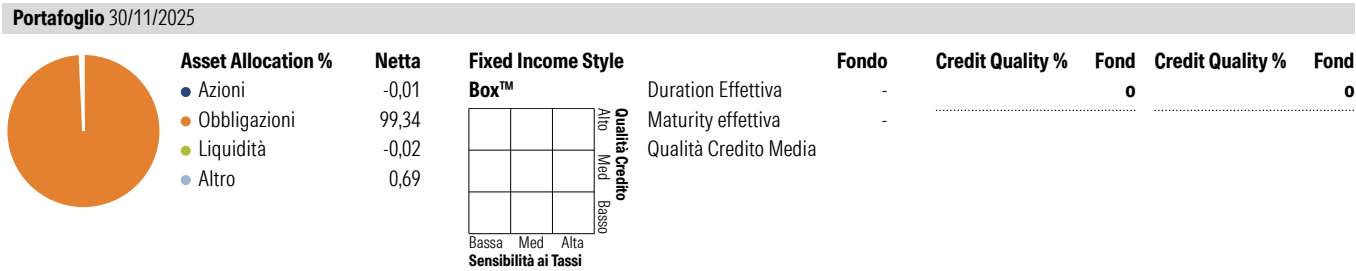 Portafoglio 30/11/2025
Asset Allocation % Netta
Azioni -0,01
Obbligazioni 99,34
Liquidità -0,02
Altro 0,69
Fixed Income Style
Box™
Alto Med Basso
Qualità Credito
Bassa Med Alta
Sensibilità ai Tassi
Fondo
Duration Effettiva -
Maturity effettiva -
Qualità Credito Media
Credit Quality % Fond Credit Quality % Fond
o o